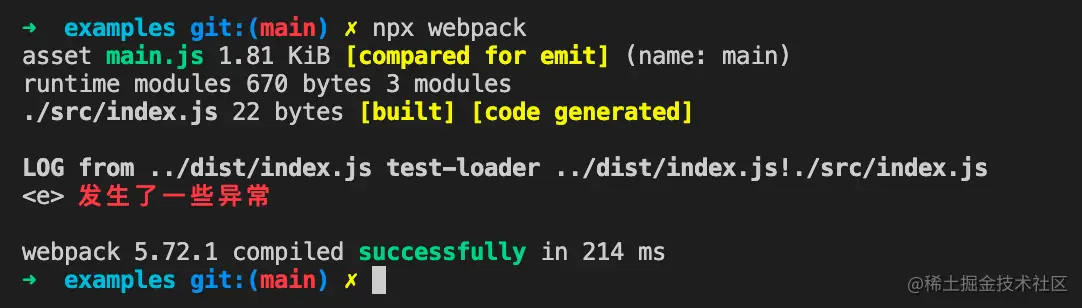 ➜  examples git:(main) ✗ npx webpack
asset main.js 1.81 KiB [compared for emit] (name: main)
runtime modules 670 bytes 3 modules
./src/index.js 22 bytes [built] [code generated]
LOG from ../dist/index.js test-loader ../dist/index.js!./src/index.js
<e> 发生了一些异常
webpack 5.72.1 compiled successfully in 214 ms
➜  examples git:(main) ✗
@稀土掘金技术社区